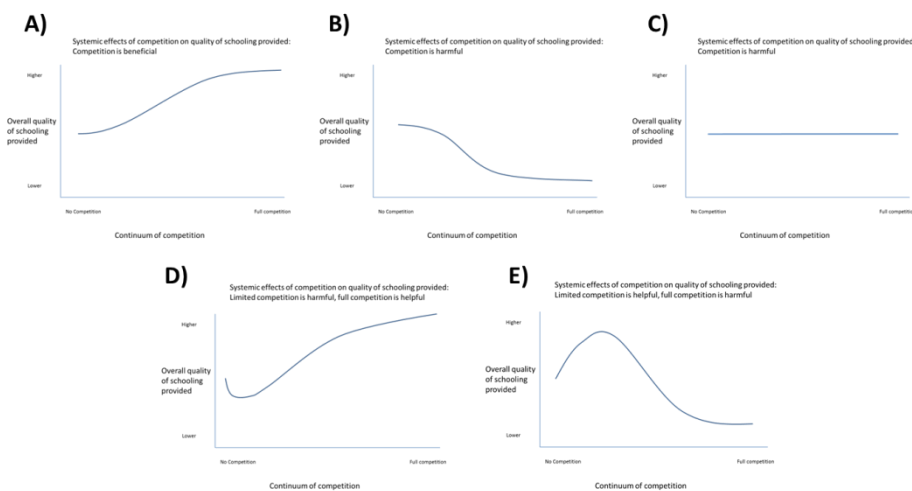 A)
Systemic effects of competition on quality of schooling provided:
Competition is beneficial
Higher
Overall quality
of schooling
provided
Lower
No Competition
Full competition
Continuum of competition
B)
Systemic effects of competition on quality of schooling provided:
Competition is harmful
Higher
Overall quality
of schooling
provided
Lower
No Competition
Full competition
Continuum of competition
C)
Systemic effects of competition on quality of schooling provided:
Competition is harmful
Higher
Overall quality
of schooling
provided
Lower
No Competition
Full competition
Continuum of competition
D)
Systemic effects of competition on quality of schooling provided:
Limited competition is harmful, full competition is helpful
Higher
Overall quality
of schooling
provided
Lower
No Competition
Full competition
Continuum of competition
E)
Systemic effects of competition on quality of schooling provided:
Limited competition is helpful, full competition is harmful
Higher
Overall quality
of schooling
provided
Lower
No Competition
Full competition
Continuum of competition